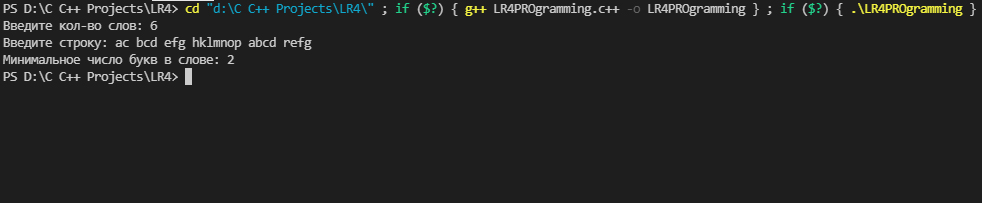 PS D:\C C++ Projects\LR4> cd "d:\C C++ Projects\LR4\" ; if ($?) { g++ LR4PROgramming.c++ -o LR4PROgramming } ; if ($?) { .\LR4PROgramming }
Введите кол-во слов: 6
Введите строку: ac bcd efg hklmnop abcd refg
Минимальное число букв в слове: 2
PS D:\C C++ Projects\LR4>